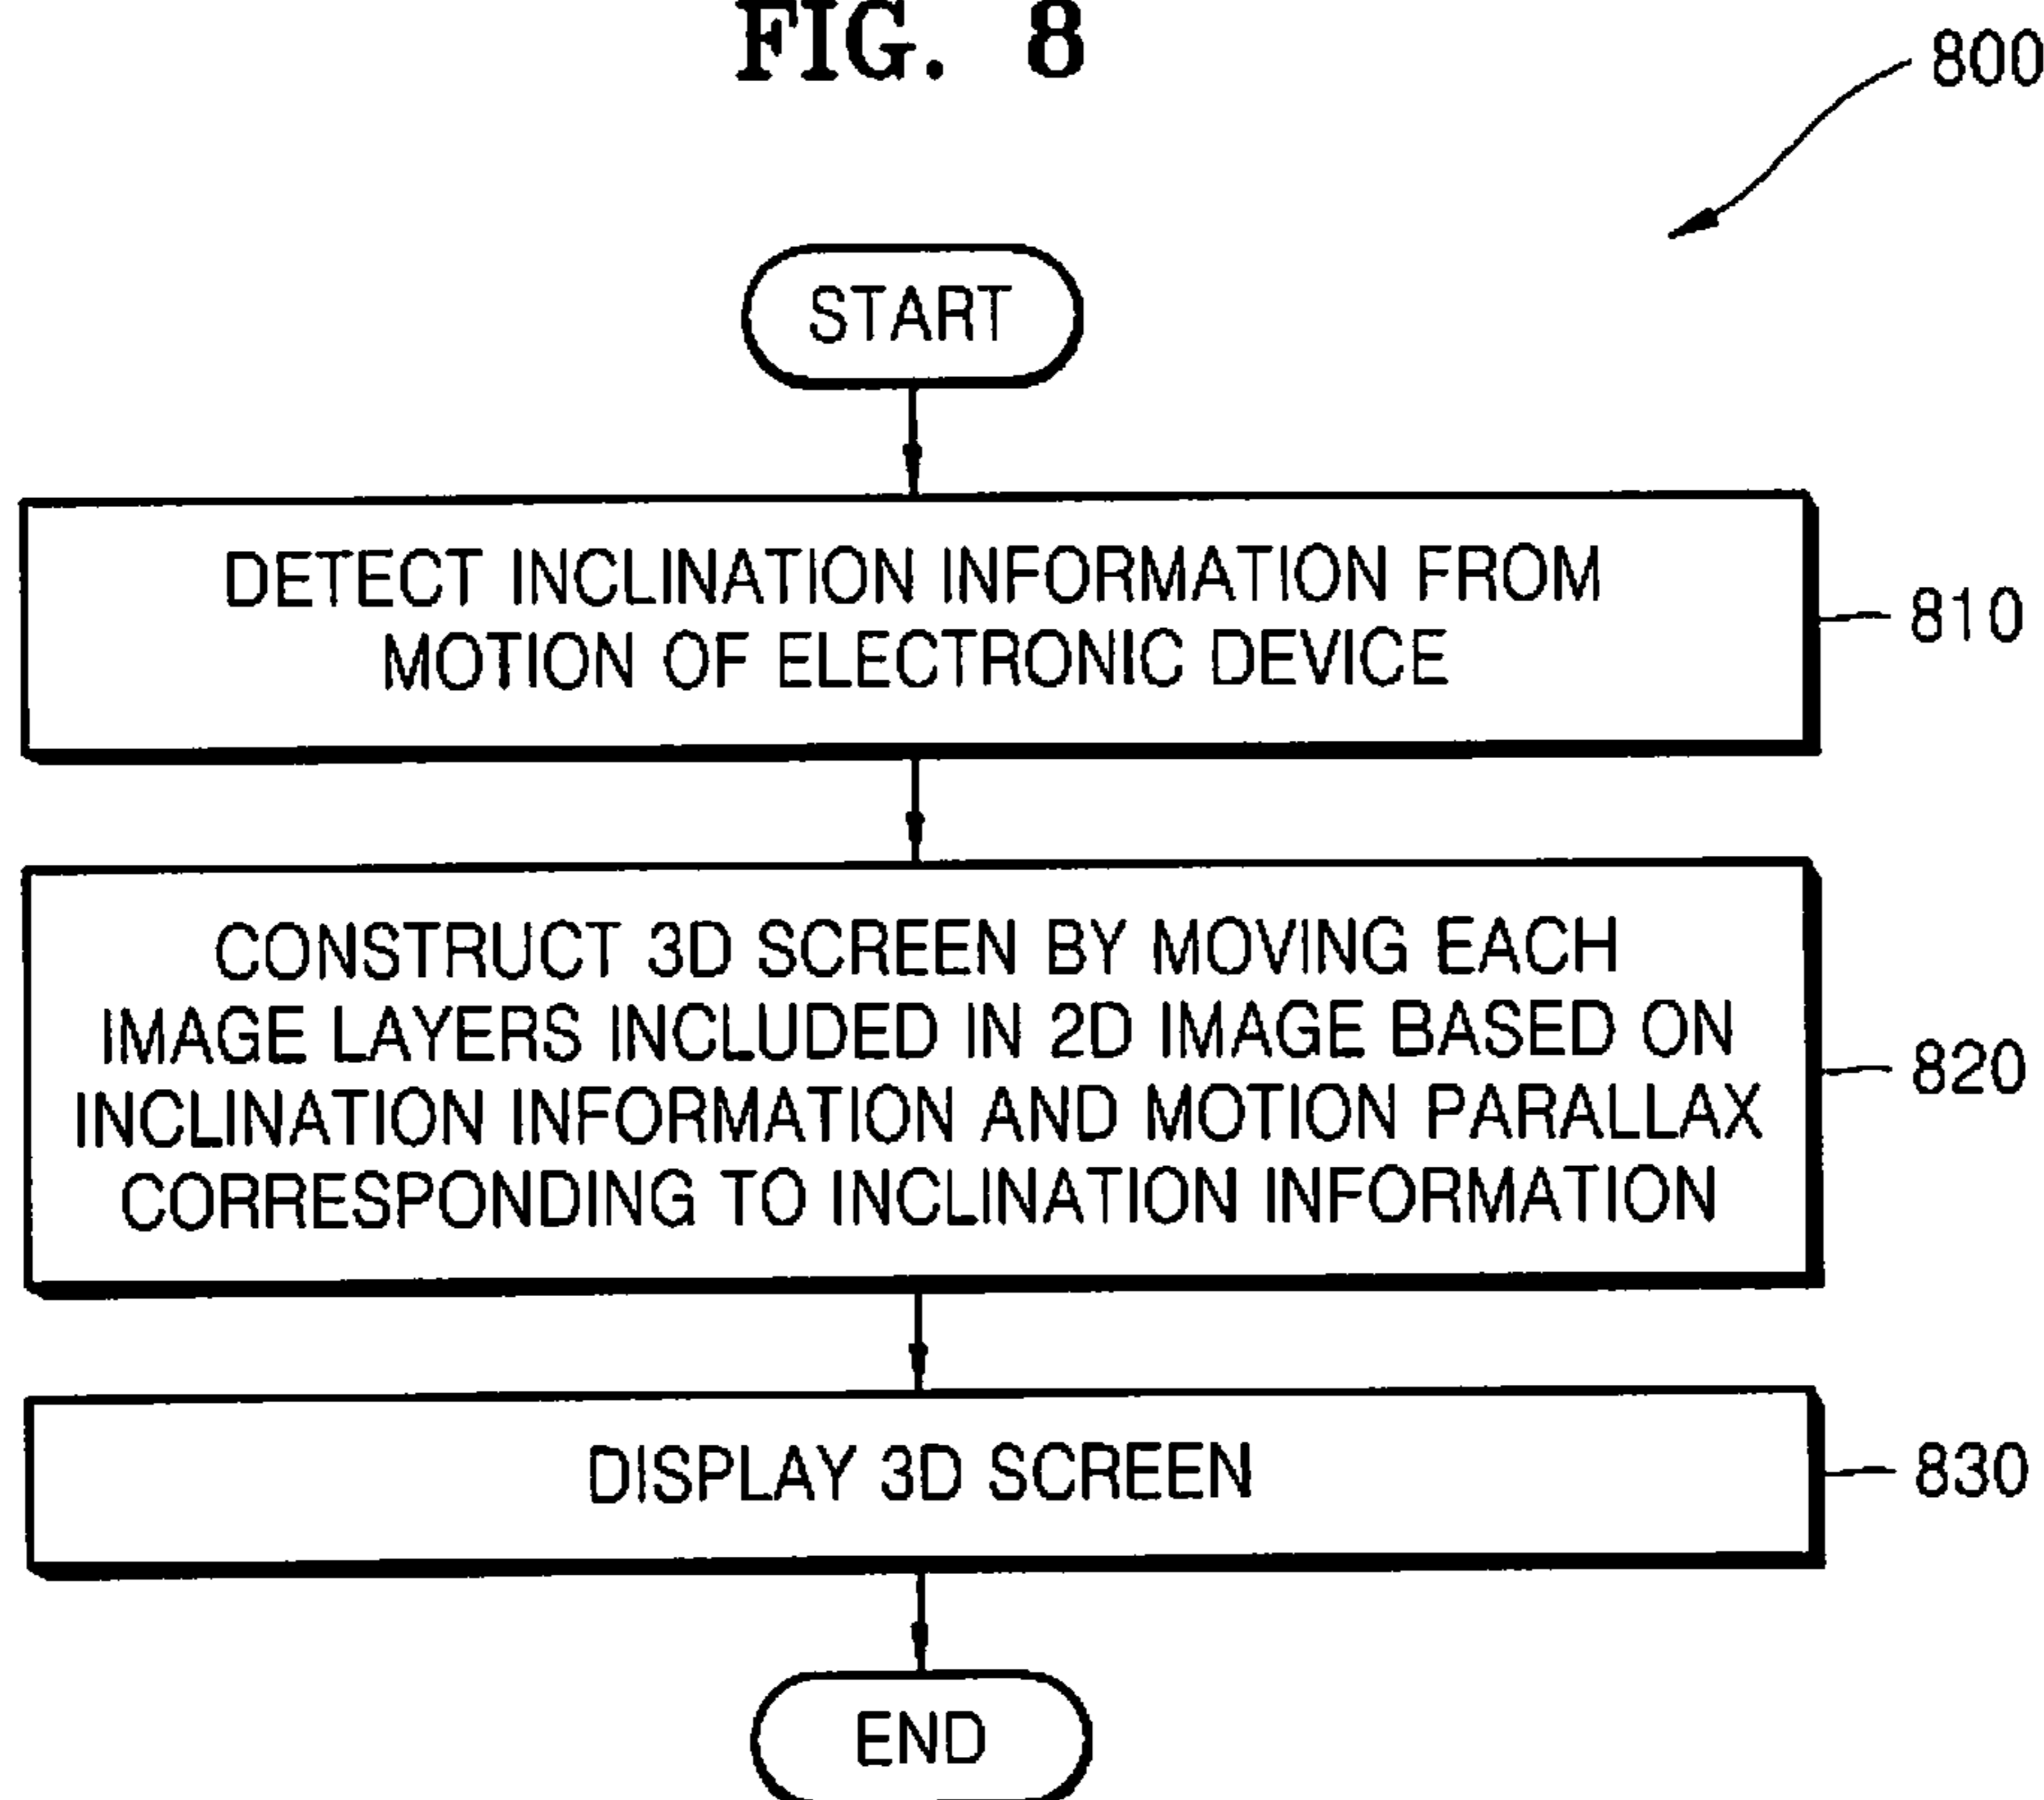 FIG. 8
800
START
DETECT INCLINATION INFORMATION FROM
MOTION OF ELECTRONIC DEVICE
810
CONSTRUCT 3D SCREEN BY MOVING EACH
IMAGE LAYERS INCLUDED IN 2D IMAGE BASED ON
INCLINATION INFORMATION AND MOTION PARALLAX
CORRESPONDING TO INCLINATION INFORMATION
820
DISPLAY 3D SCREEN
830
END